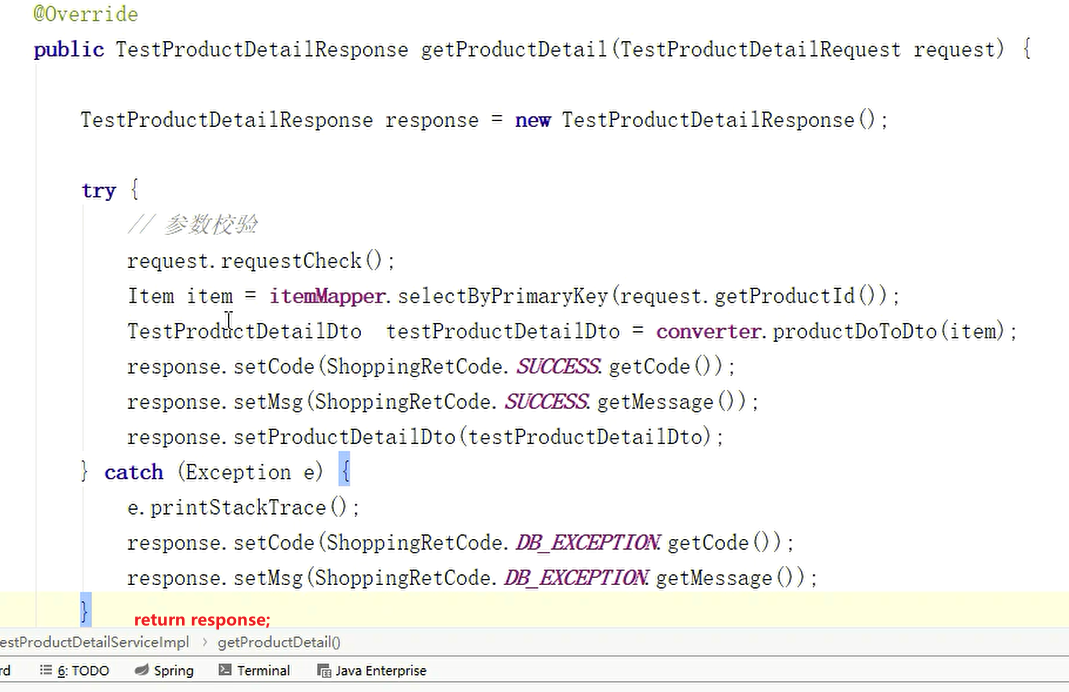 @Override
public TestProductDetailResponse getProductDetail(TestProductDetailRequest request) {
TestProductDetailResponse response = new TestProductDetailResponse();
try {
// 参数校验
request.requestCheck();
Item item = itemMapper.selectByPrimaryKey(request.getProductId());
TestProductDetailDto testProductDetailDto = converter.productDoToDto(item);
response.setCode(ShoppingRetCode.SUCCESS.getCode());
response.setMsg(ShoppingRetCode.SUCCESS.getMessage());
response.setProductDetailDto(testProductDetailDto);
} catch (Exception e) {
e.printStackTrace();
response.setCode(ShoppingRetCode.DB_EXCEPTION.getCode());
response.setMsg(ShoppingRetCode.DB_EXCEPTION.getMessage());
} return response;
estProductDetailServiceImpl › getProductDetail()
rd 6: TODO Spring Terminal Java Enterprise